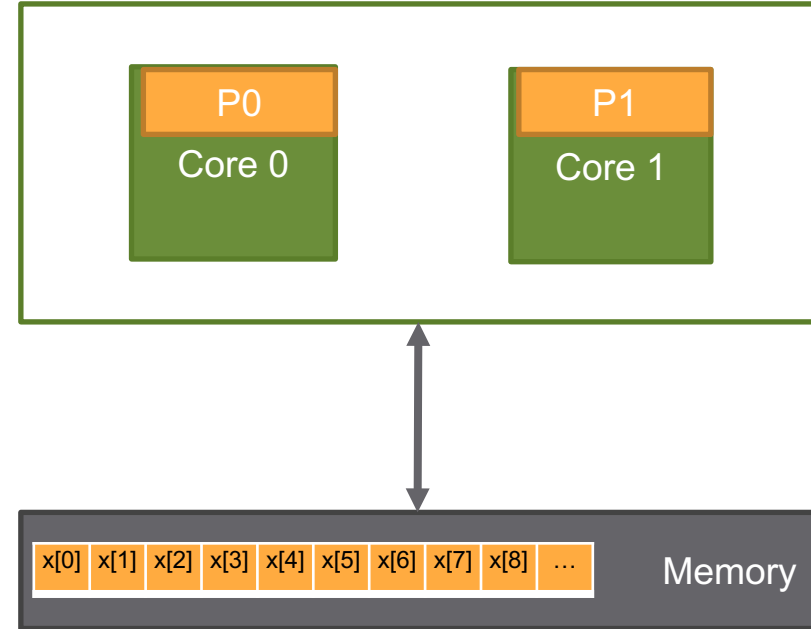 P0 P1
Core 0 Core 1
x[0] x[1] x[2] x[3] x[4] x[5] x[6] x[7] x[8] … Memory